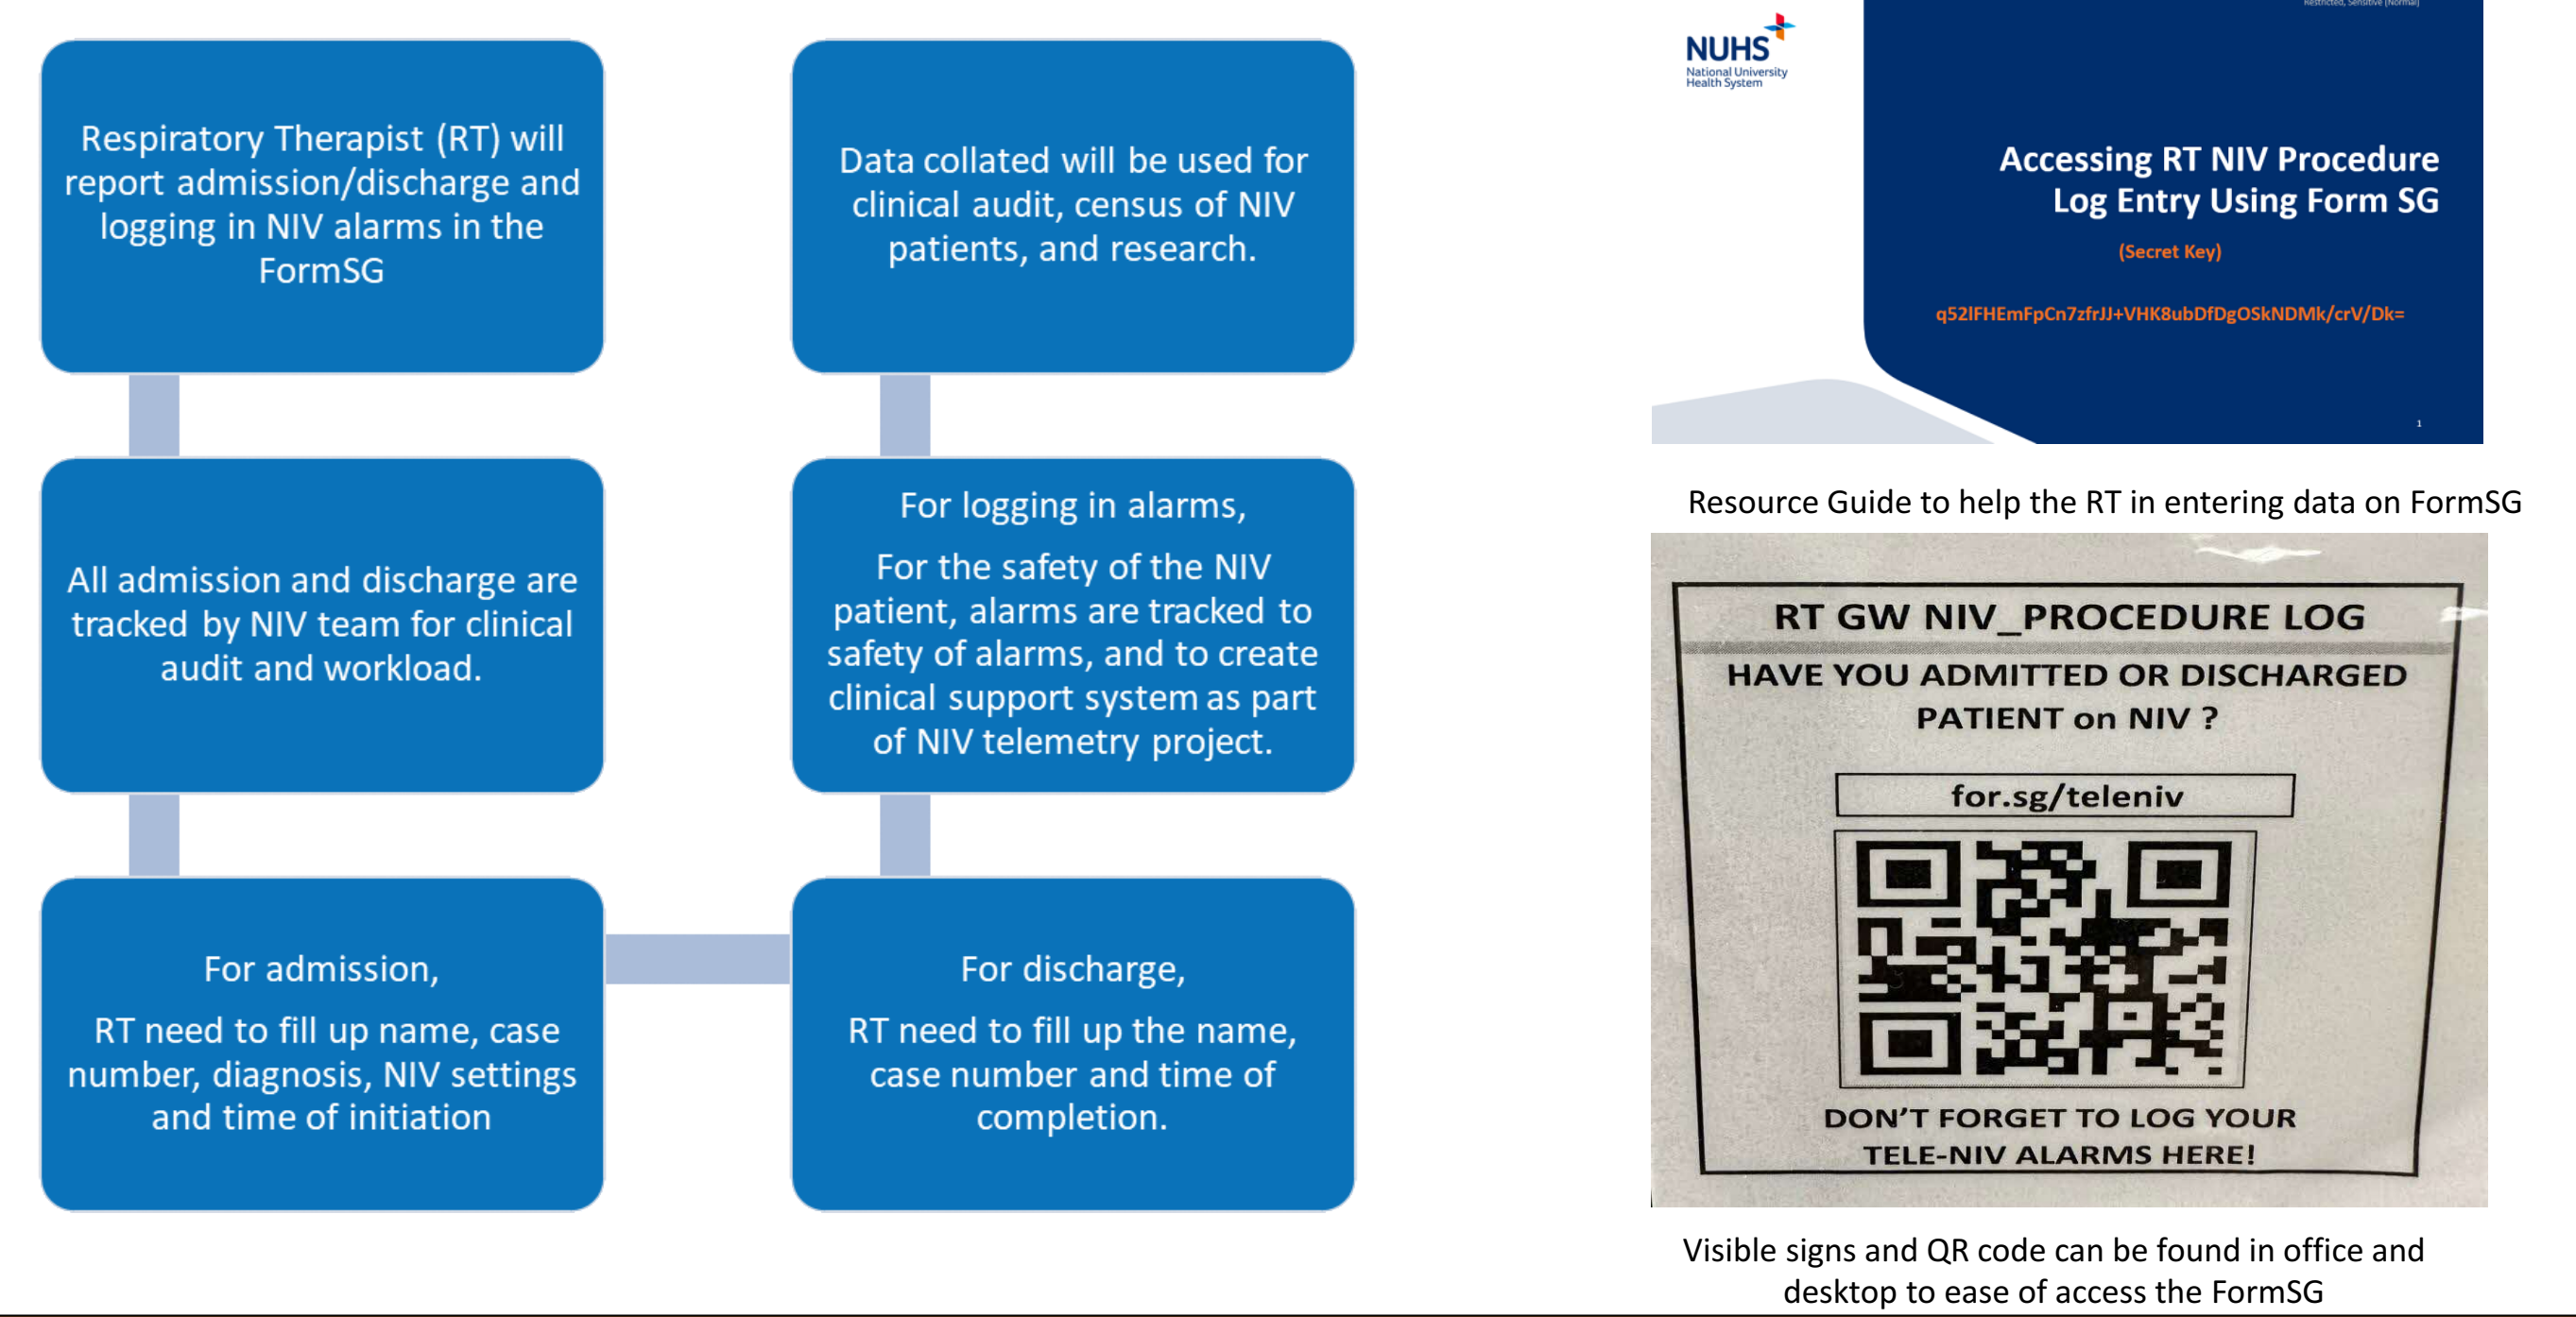 Respiratory Therapist (RT) will
report admission/discharge and
logging in NIV alarms in the
FormSG
All admission and discharge are
tracked by NIV team for clinical
audit and workload.
For admission,
RT need to fill up name, case
number, diagnosis, NIV settings
and time of initiation
For discharge,
RT need to fill up the name,
case number and time of
completion.
For logging in alarms,
For the safety of the NIV
patient, alarms are tracked to
safety of alarms, and to create
clinical support system as part
of NIV telemetry project.
Data collated will be used for
clinical audit, census of NIV
patients, and research.
Restricted, Sensitive (Normal)
NUHS
National University
Health System
Accessing RT NIV Procedure
Log Entry Using Form SG
(Secret Key)
q52lFHEmFpCn7zfrJJ+VHK8ubDfDgOSkNDMk/crV/Dk=
1
Resource Guide to help the RT in entering data on FormSG
RT GW NIV_PROCEDURE LOG
HAVE YOU ADMITTED OR DISCHARGED
PATIENT on NIV ?
for.sg/teleniv
DON'T FORGET TO LOG YOUR
TELE-NIV ALARMS HERE!
Visible signs and QR code can be found in office and
desktop to ease of access the FormSG